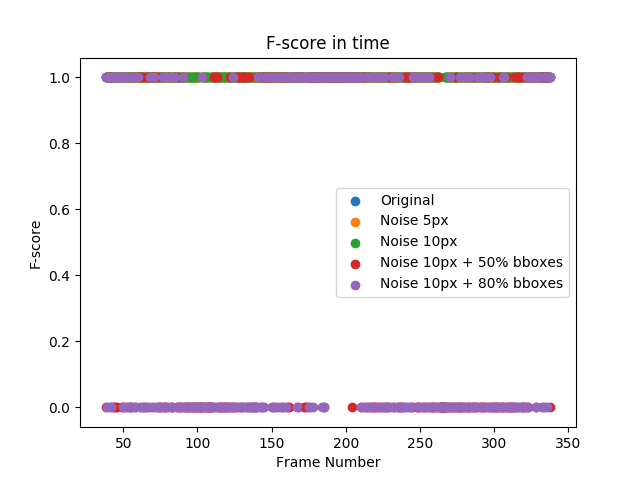 F-score in time
1.0
0.8
0.6
0.4
0.2
0.0
F-score
Original
Noise 5px
Noise 10px
Noise 10px + 50% bboxes
Noise 10px + 80% bboxes
50 100 150 200 250 300 350
Frame Number